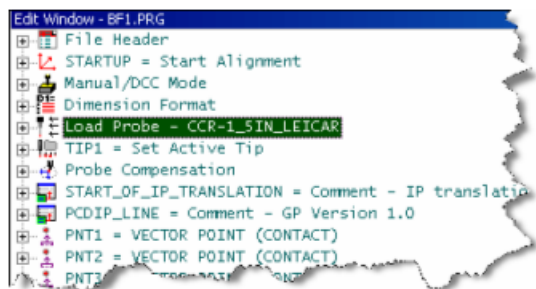 Edit Window - BF1.PRG
File Header
STARTUP = Start Alignment
Manual/DCC Mode
Dimension Format
Load Probe - CCR-1_5IN_LEICAR
TIP1 = Set Active Tip
Probe Compensation
START_OF_IP_TRANSLATION = Comment - IP translatio
PCDIP_LINE = Comment - GP Version 1.0
PNT1 = VECTOR POINT (CONTACT)
PNT2 = VECTOR POINT (CONTACT)
PNT3